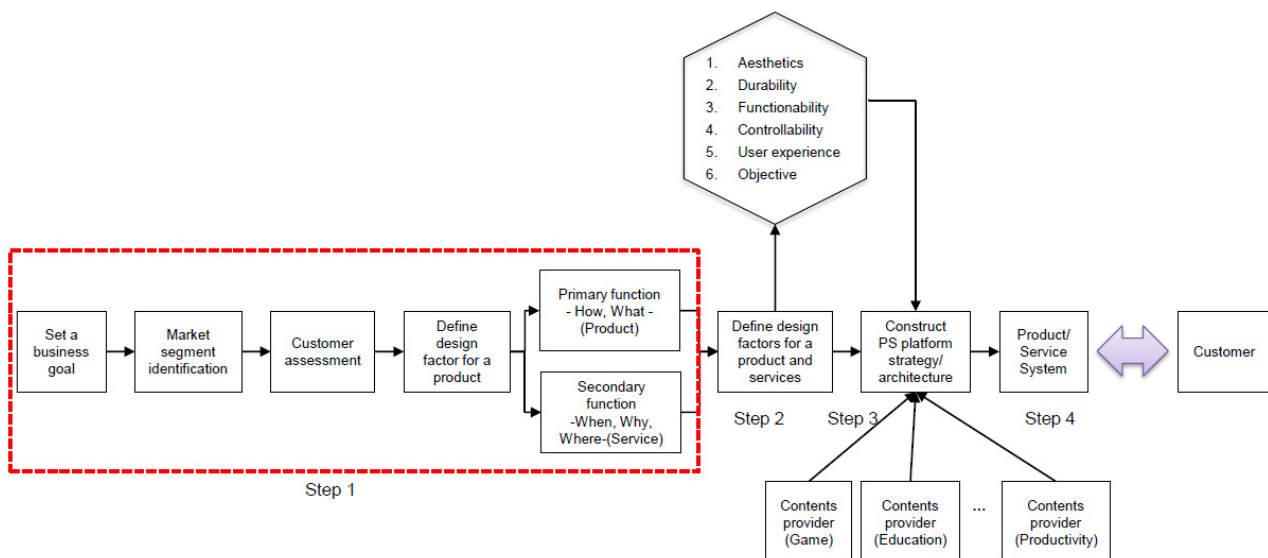 1. Aesthetics
2. Durability
3. Functionability
4. Controllability
5. User experience
6. Objective
Set a
business
goal
Market
segment
identification
Customer
assessment
Define
design
factor for a
product
Primary function
- How, What -
(Product)
Secondary
function
-When, Why,
Where-(Service)
Step 1
Define design
factors for a
product and
services
Step 2
Construct
PS platform
strategy/
architecture
Step 3
Product/
Service
System
Step 4
Customer
Contents
provider
(Game)
Contents
provider
(Education)
...
Contents
provider
(Productivity)